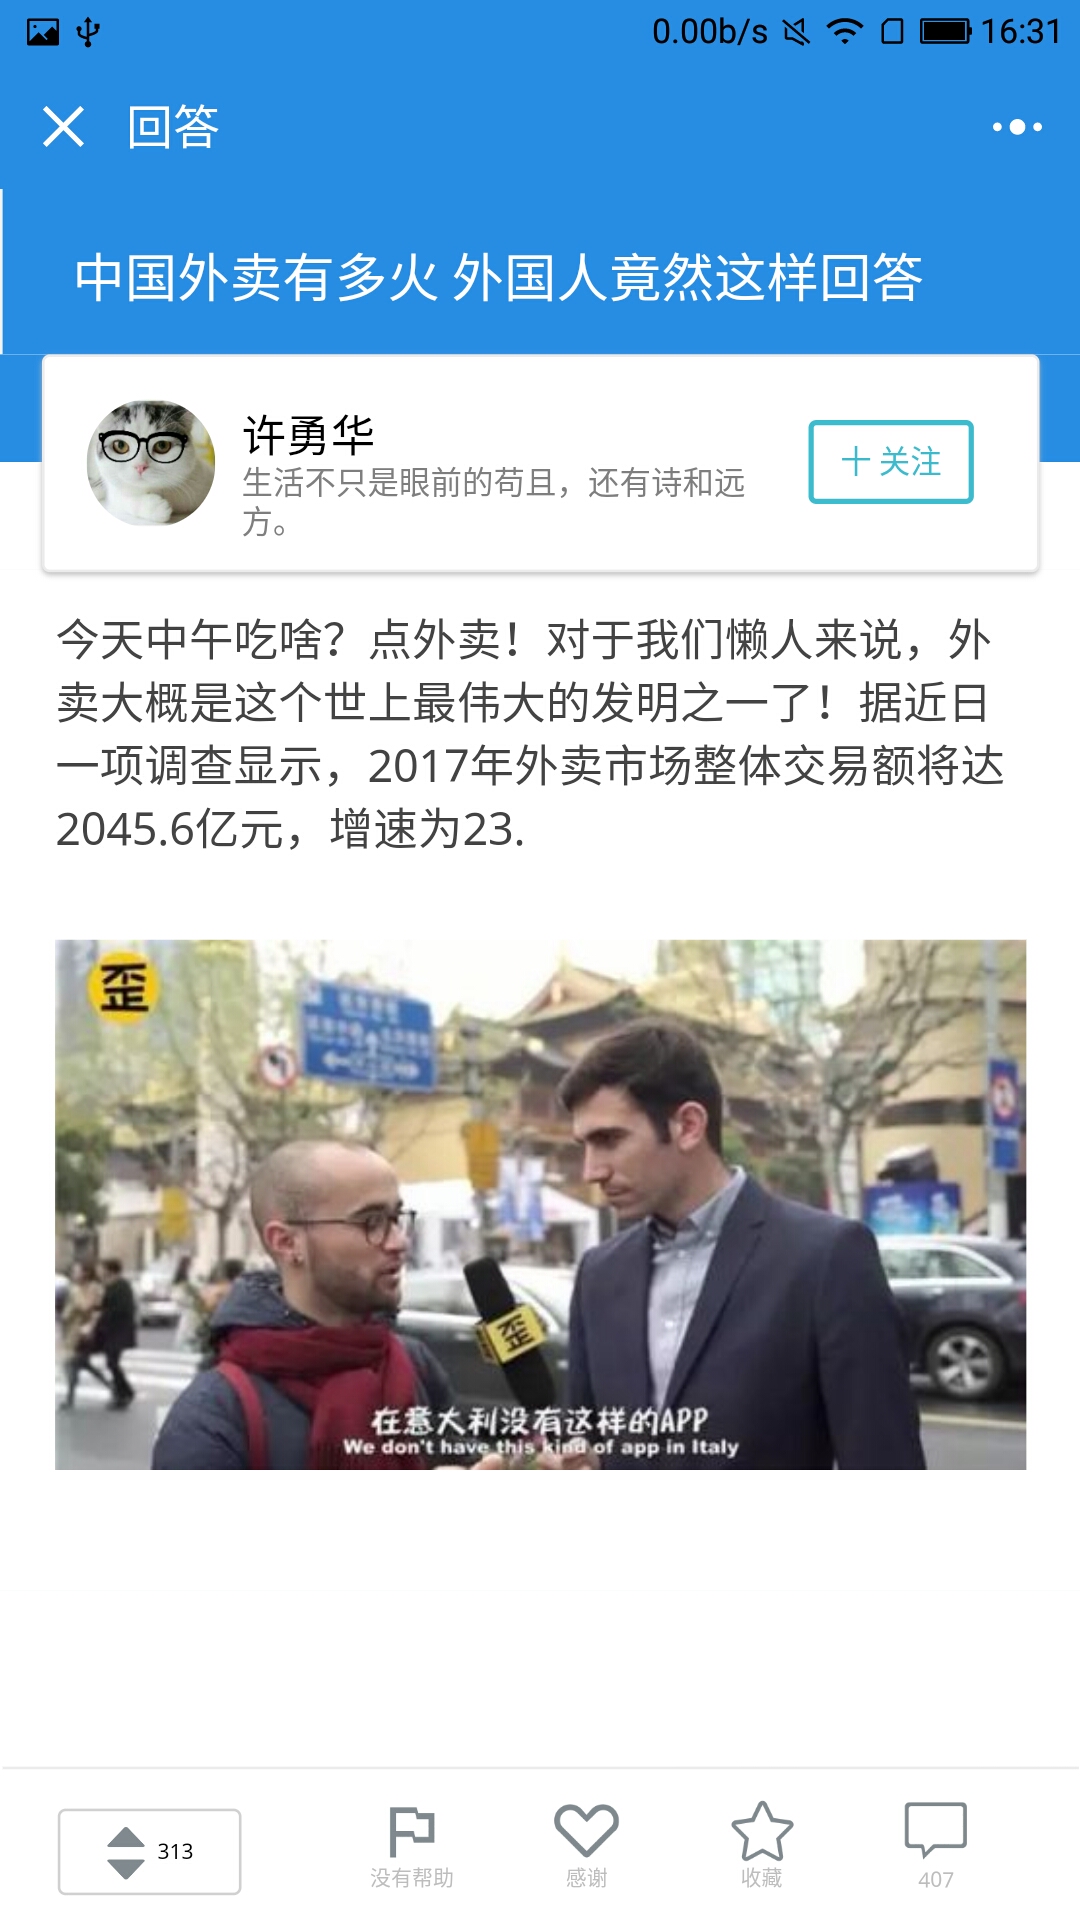 0.00b/s 16:31
回答
中国外卖有多火 外国人竟然这样回答
许勇华
生活不只是眼前的苟且，还有诗和远
方。
十 关注
今天中午吃啥？点外卖！对于我们懒人来说，外
卖大概是这个世上最伟大的发明之一了！据近日
一项调查显示，2017年外卖市场整体交易额将达
2045.6亿元，增速为23.
歪
歪
在意大利没有这样的APP
We don't have this kind of app in Italy
313
没有帮助
感谢
收藏
407